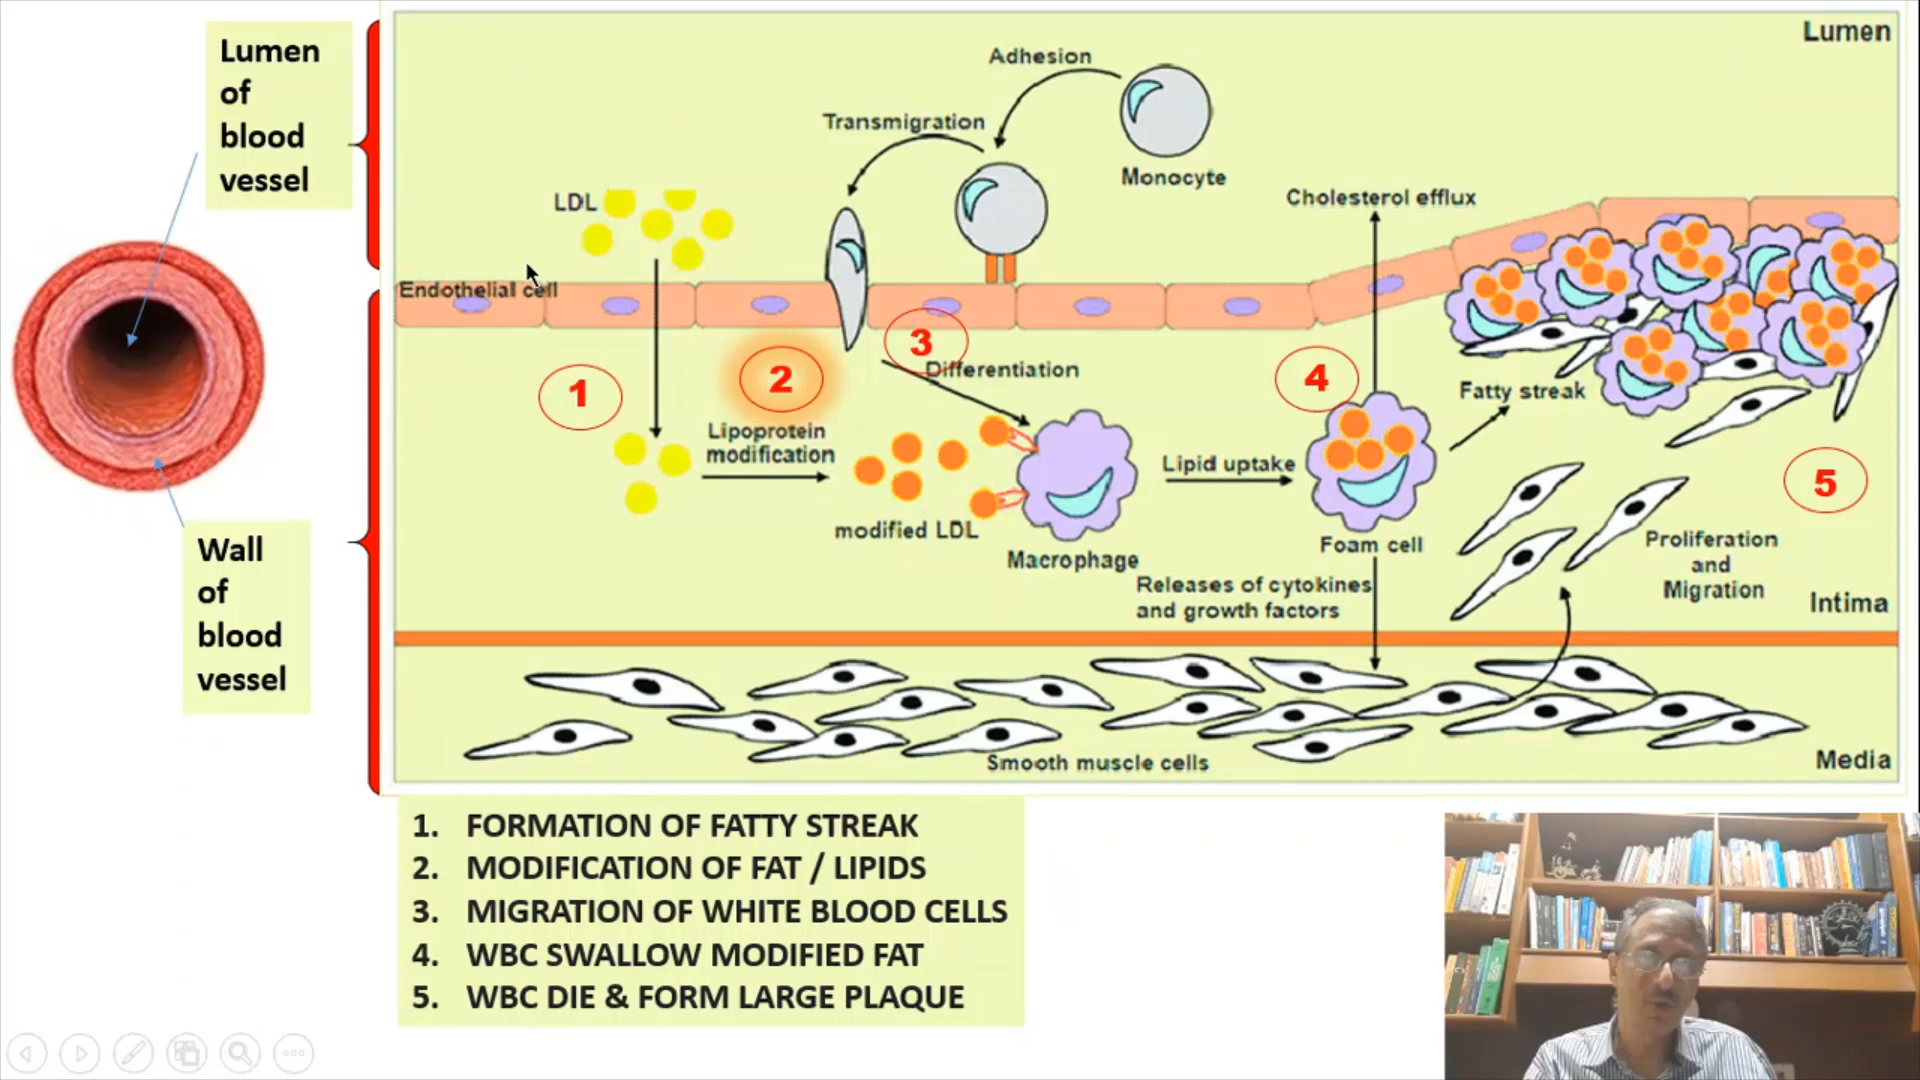 Lumen
of
blood
vessel
Wall
of
blood
vessel
Lumen
Adhesion
Transmigration
Monocyte
LDL
Cholesterol efflux
Endothelial cell
1
2
3
4
5
Differentiation
Fatty streak
Lipoprotein
modification
Lipid uptake
modified LDL
Macrophage
Foam cell
Proliferation
and
Migration
Releases of cytokines
and growth factors
Intima
Smooth muscle cells
Media
1. FORMATION OF FATTY STREAK
2. MODIFICATION OF FAT / LIPIDS
3. MIGRATION OF WHITE BLOOD CELLS
4. WBC SWALLOW MODIFIED FAT
5. WBC DIE & FORM LARGE PLAQUE